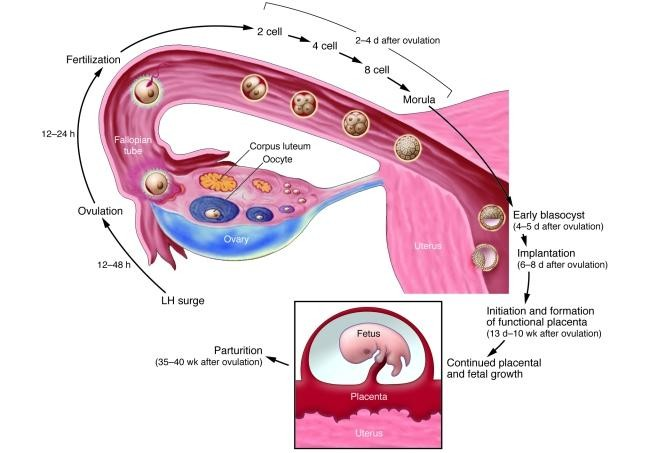 2 cell
4 cell
8 cell
Morula
2–4 d after ovulation
Fertilization
12–24 h
Fallopian
tube
Corpus luteum
Oocyte
Ovulation
Ovary
Uterus
12–48 h
LH surge
Early blasocyst
(4–5 d after ovulation)
Implantation
(6–8 d after ovulation)
Initiation and formation
of functional placenta
(13 d–10 wk after ovulation)
Continued placental
and fetal growth
Fetus
Placenta
Uterus
Parturition
(35–40 wk after ovulation)